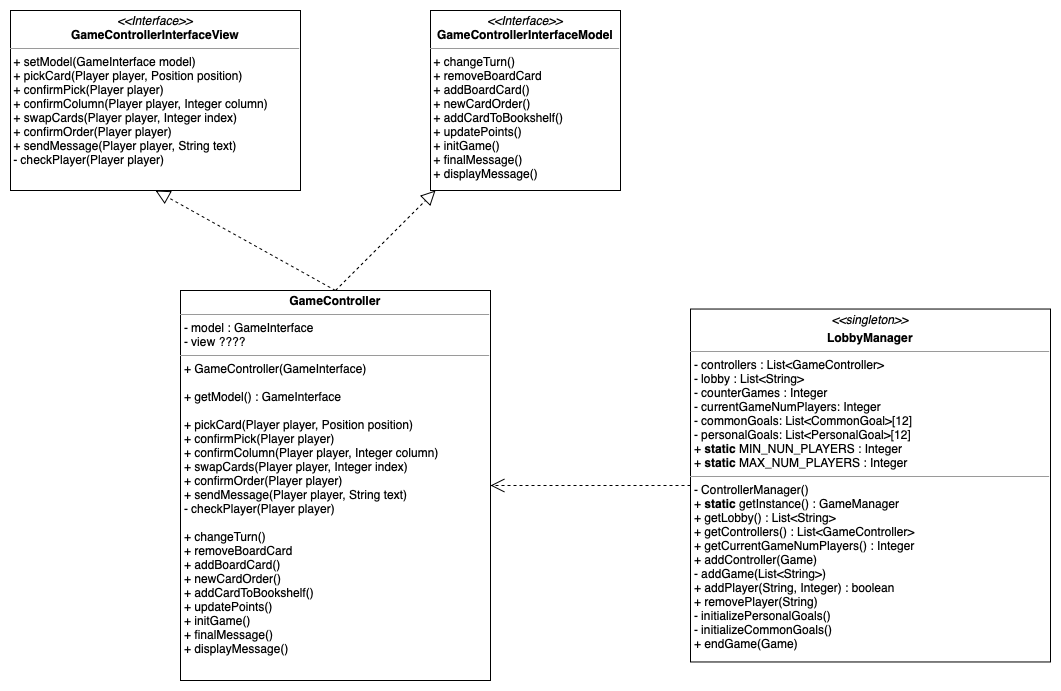 <<Interface>>
GameControllerInterfaceView
+ setModel(GameInterface model)
+ pickCard(Player player, Position position)
+ confirmPick(Player player)
+ confirmColumn(Player player, Integer column)
+ swapCards(Player player, Integer index)
+ confirmOrder(Player player)
+ sendMessage(Player player, String text)
- checkPlayer(Player player)
<<Interface>>
GameControllerInterfaceModel
+ changeTurn()
+ removeBoardCard
+ addBoardCard()
+ newCardOrder()
+ addCardToBookshelf()
+ updatePoints()
+ initGame()
+ finalMessage()
+ displayMessage()
GameController
- model : GameInterface
- view ????
+ GameController(GameInterface)
+ getModel() : GameInterface
+ pickCard(Player player, Position position)
+ confirmPick(Player player)
+ confirmColumn(Player player, Integer column)
+ swapCards(Player player, Integer index)
+ confirmOrder(Player player)
+ sendMessage(Player player, String text)
- checkPlayer(Player player)
+ changeTurn()
+ removeBoardCard
+ addBoardCard()
+ newCardOrder()
+ addCardToBookshelf()
+ updatePoints()
+ initGame()
+ finalMessage()
+ displayMessage()
<<singleton>>
LobbyManager
- controllers : List<GameController>
- lobby : List<String>
- counterGames : Integer
- currentGameNumPlayers: Integer
- commonGoals: List<CommonGoal>[12]
- personalGoals: List<PersonalGoal>[12]
+ static MIN_NUN_PLAYERS : Integer
+ static MAX_NUM_PLAYERS : Integer
- ControllerManager()
+ static getInstance() : GameManager
+ getLobby() : List<String>
+ getControllers() : List<GameController>
+ getCurrentGameNumPlayers() : Integer
+ addController(Game)
- addGame(List<String>)
+ addPlayer(String, Integer) : boolean
+ removePlayer(String)
- initializePersonalGoals()
- initializeCommonGoals()
+ endGame(Game)